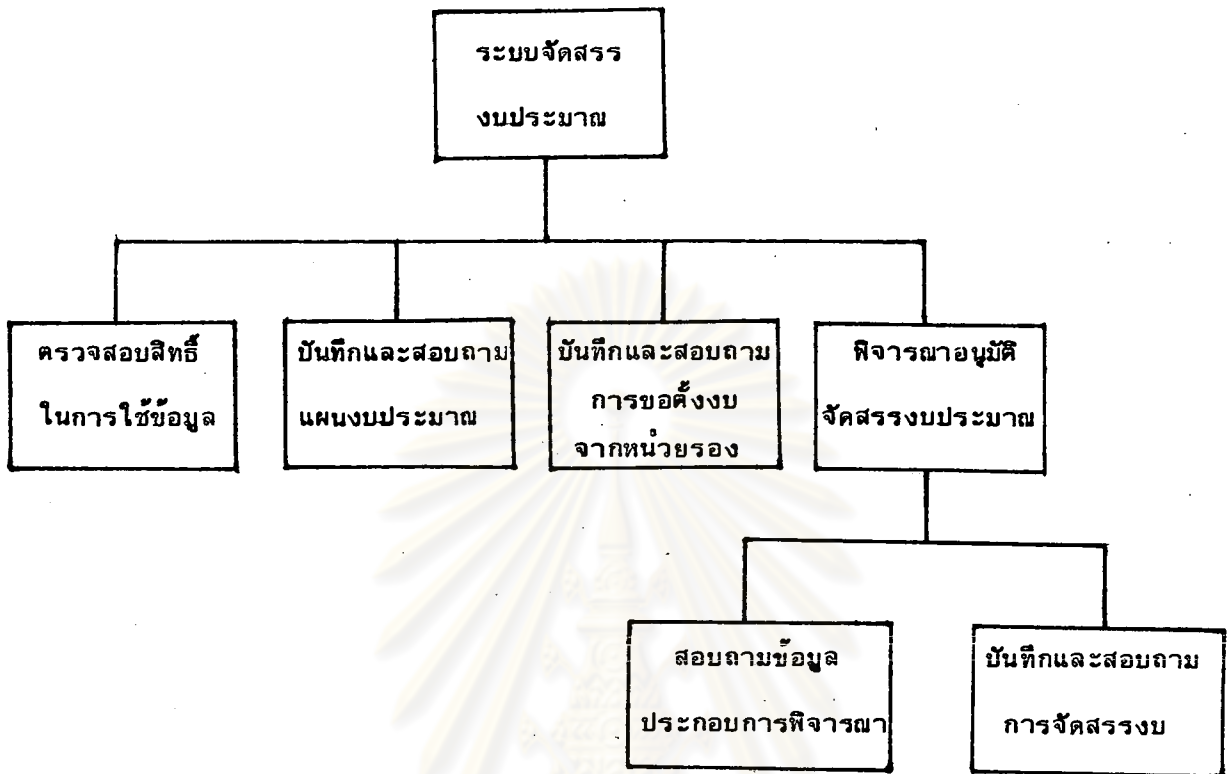 ระบบจัดสรร
งบประมาณ
ตรวจสอบสิทธิ์
ในการใช้ข้อมูล
บันทึกและสอบถาม
แผนงบประมาณ
บันทึกและสอบถาม
การขอตั้งงบ
จากหน่วยรอง
พิจารณาอนุมัติ
จัดสรรงบประมาณ
สอบถามข้อมูล
ประกอบการพิจารณา
บันทึกและสอบถาม
การจัดสรรงบ